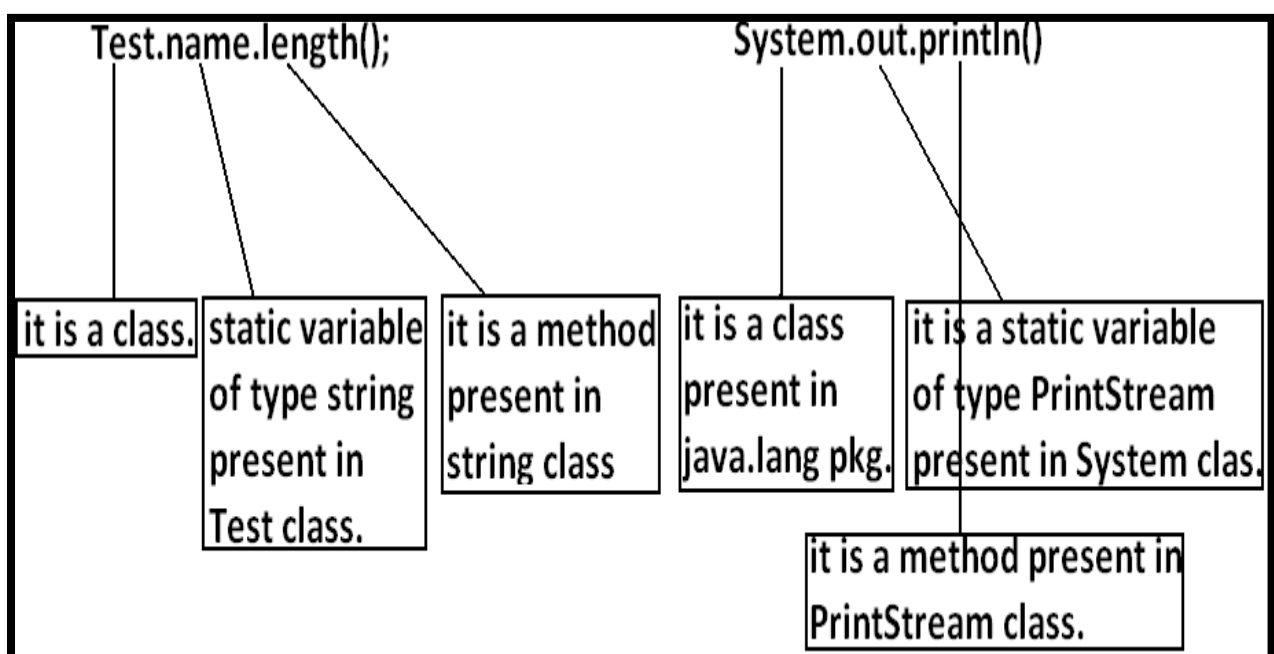 Test.name.length();
System.out.println()
it is a class.
static variable
of type string
present in
Test class.
it is a method
present in
string class
it is a class
present in
java.lang pkg.
it is a static variable
of type PrintStream
present in System clas.
it is a method present in
PrintStream class.